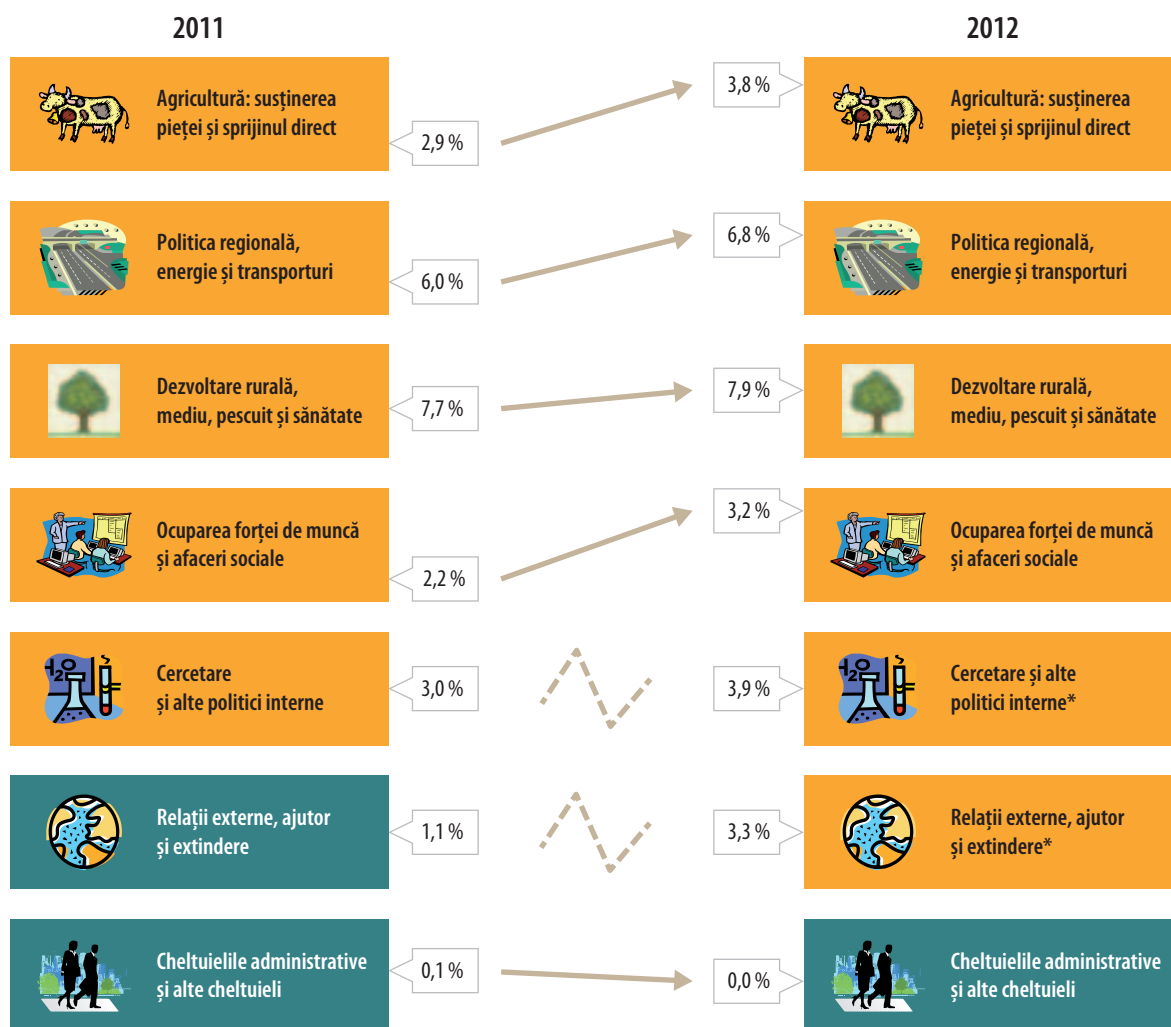 2011
2012
Agricultură: susținerea
pieței și sprijinul direct
2,9 %
3,8 %
Agricultură: susținerea
pieței și sprijinul direct
Politica regională,
energie și transporturi
6,0 %
6,8 %
Politica regională,
energie și transporturi
Dezvoltare rurală,
mediu, pescuit și sănătate
7,7 %
7,9 %
Dezvoltare rurală,
mediu, pescuit și sănătate
Ocuparea forței de muncă
și afaceri sociale
2,2 %
3,2 %
Ocuparea forței de muncă
și afaceri sociale
H2O
Cercetare
și alte politici interne
3,0 %
3,9 %
H2O
Cercetare și alte
politici interne*
Relații externe, ajutor
și extindere
1,1 %
3,3 %
Relații externe, ajutor
și extindere*
Cheltuielile administrative
și alte cheltuieli
0,1 %
0,0 %
Cheltuielile administrative
și alte cheltuieli